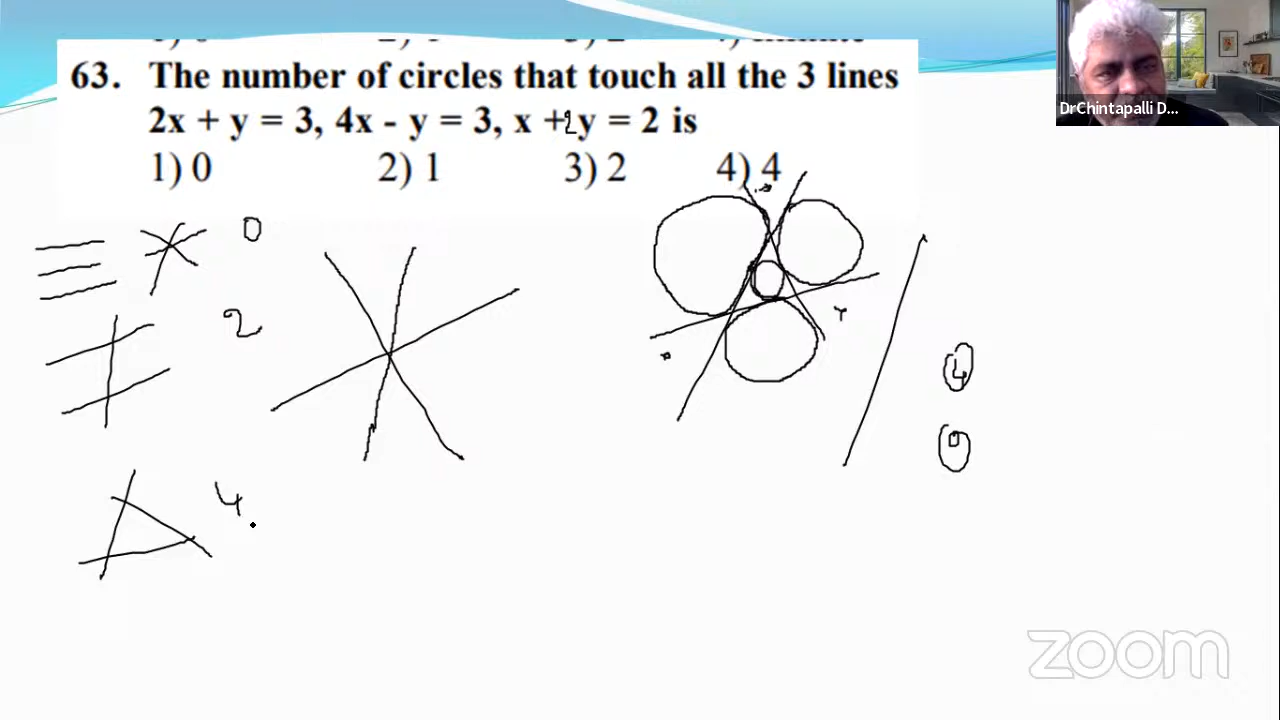 63. The number of circles that touch all the 3 lines
2x + y = 3, 4x - y = 3, x +2y = 2 is
1) 0 2) 1 3) 2 4) 4
DrChintapalli D...
0
2
4
4
0
zoom